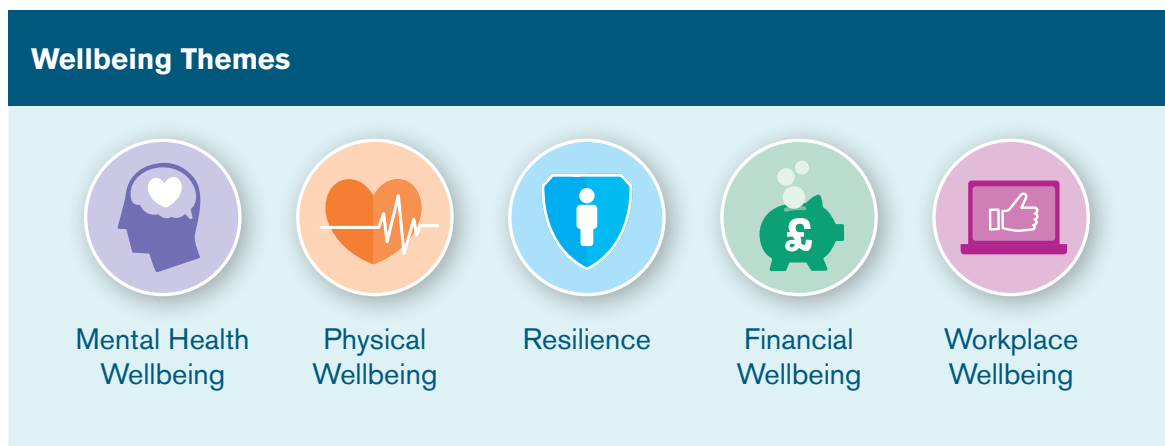 Wellbeing Themes
£
Mental Health
Wellbeing
Physical
Wellbeing
Resilience
Financial
Wellbeing
Workplace
Wellbeing